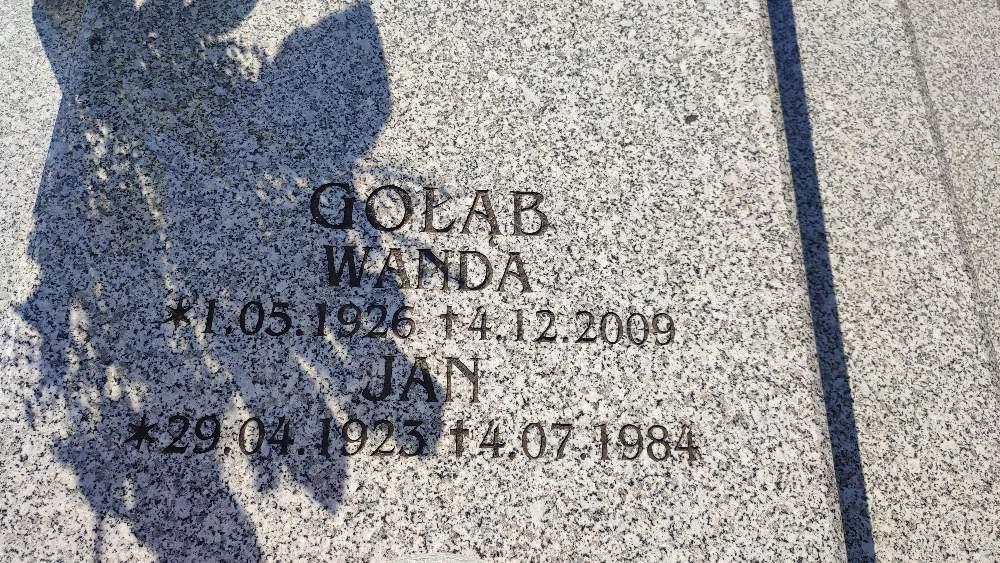 GOŁĄB
WANDA
*1.05.1926 †4.12.2009
JAN
*29.04.1923 †4.07.1984